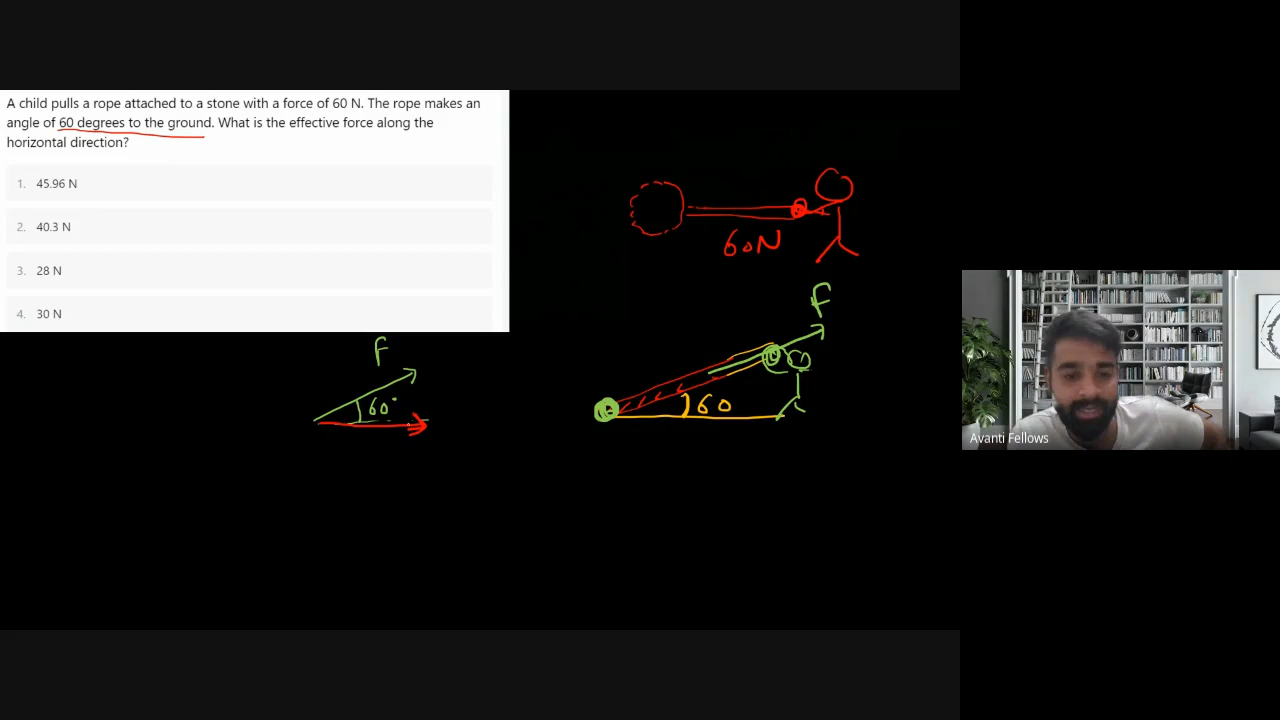 A child pulls a rope attached to a stone with a force of 60 N. The rope makes an
angle of 60 degrees to the ground. What is the effective force along the
horizontal direction?
1. 45.96 N
2. 40.3 N
3. 28 N
4. 30 N
60N
F
F
60°
60
Avanti Fellows